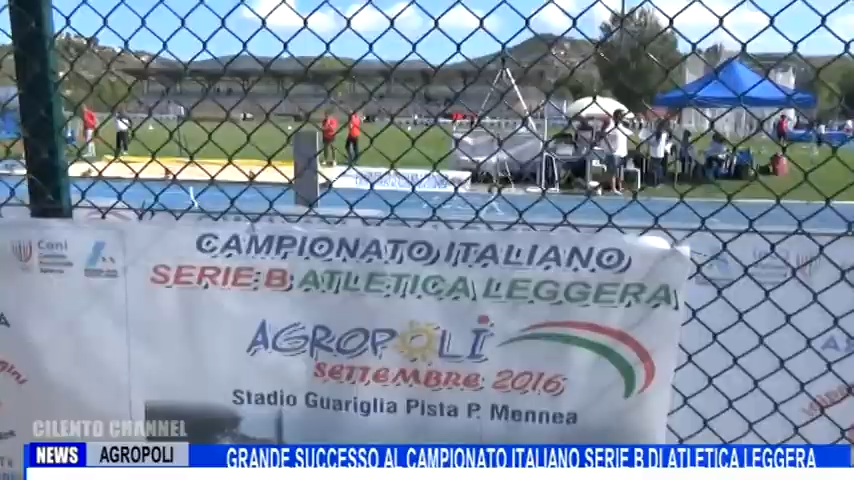 Coni
CAMPIONATO ITALIANO
SERIE B ATLETICA LEGGERA
AGROPOLI
SETTEMBRE 2016
Stadio Guariglia Pista P. Mennea
CILENTO CHANNEL
NEWS AGROPOLI
GRANDE SUCCESSO AL CAMPIONATO ITALIANO SERIE B DI ATLETICA LEGGERA